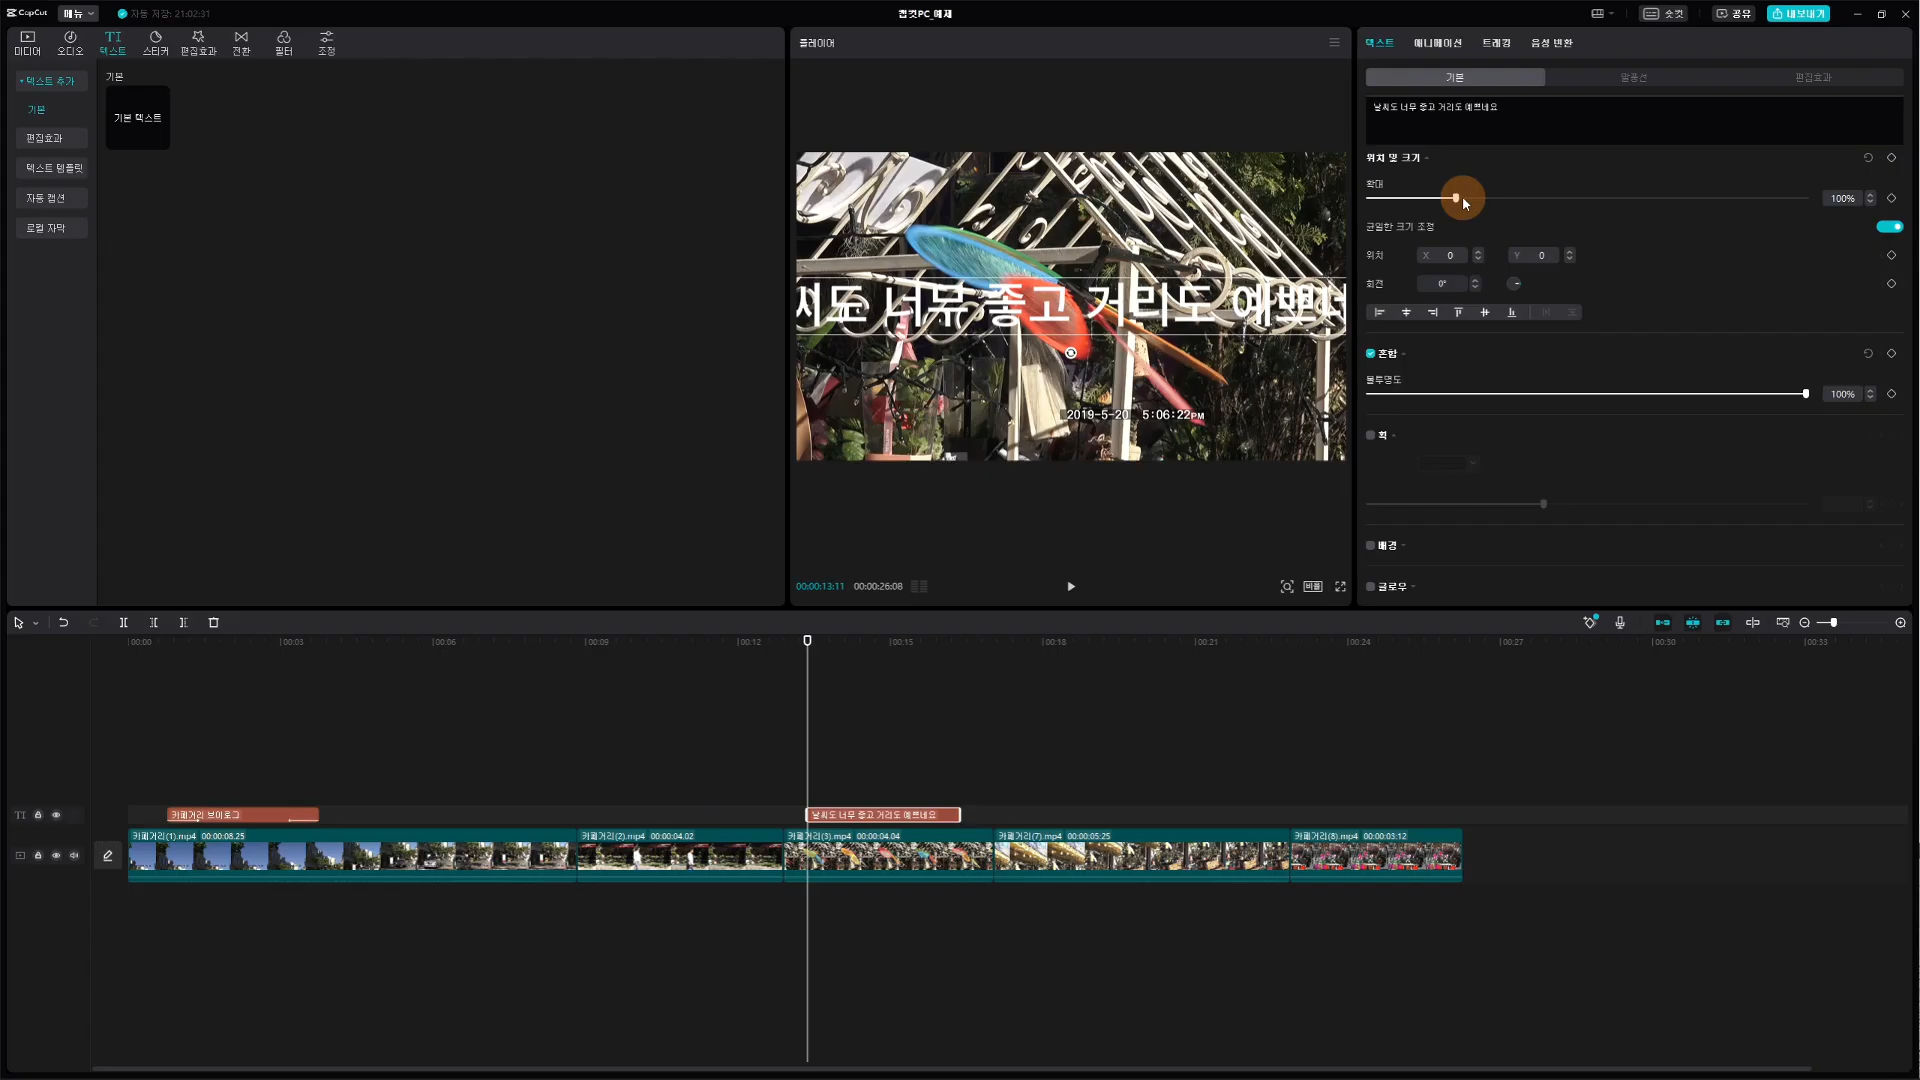 CapCut 메뉴 자동 저장: 21:02:31 캡컷PC_예제 숏컷 공유 내보내기
미디어 오디오 텍스트 스티커 편집효과 전환 필터 조정
텍스트 추가
기본
편집효과
텍스트 템플릿
자동 캡션
로컬 자막
기본
기본 텍스트
플레이어
씨도 너무 좋고 거리도 예쁘네
2019-5-20 5:06:22PM
00:00:13:11 00:00:26:08 비율
텍스트 애니메이션 트래킹 음성 변환
기본 말풍선 편집효과
날씨도 너무 좋고 거리도 예쁘네요
위치 및 크기
확대
100%
균일한 크기 조정
위치 X 0 Y 0
회전 0°
혼합
불투명도
100%
획
배경
글로우
00:00 00:03 00:06 00:09 00:12 00:15 00:18 00:21 00:24 00:27 00:30 00:33
TI 카페거리 브이로그 날씨도 너무 좋고 거리도 예쁘네요
카페거리(1).mp4 00:00:08:25 카페거리(2).mp4 00:00:04:02 카페거리(3).mp4 00:00:04:04 카페거리(7).mp4 00:00:05:25 카페거리(8).mp4 00:00:03:12